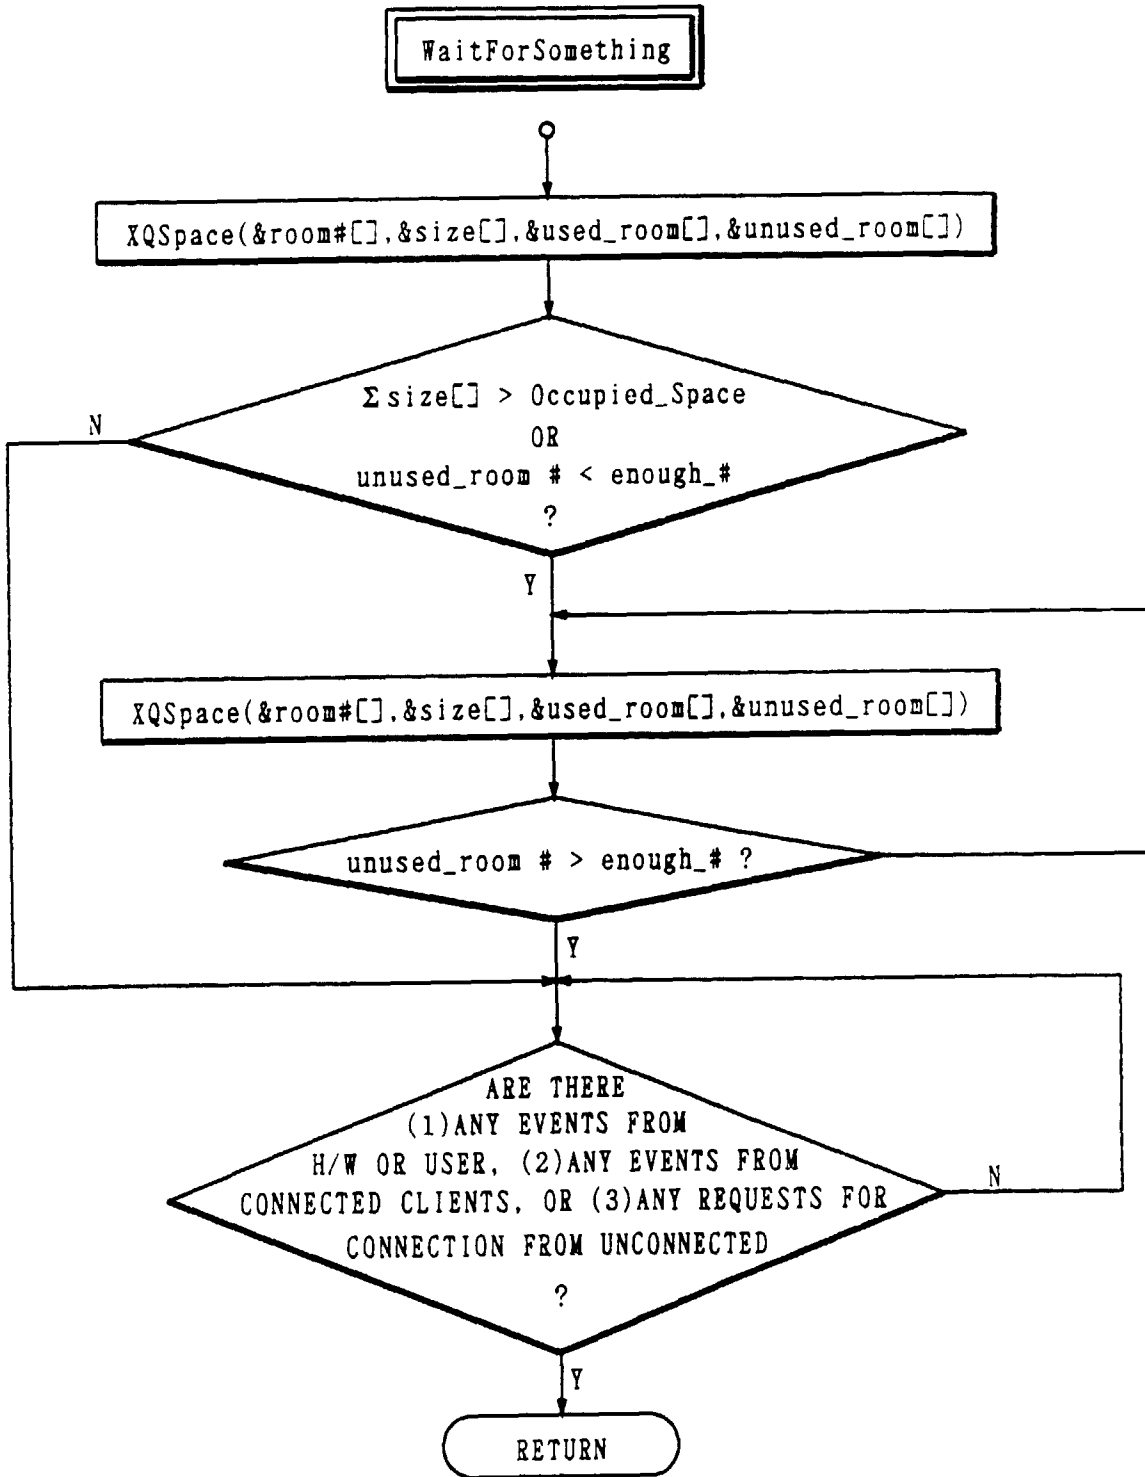 WaitForSomething
XQSpace(&room#[],&size[],&used_room[],&unused_room[])
Σsize[] > Occupied_Space
N
OR
unused_room # < enough_#
?
Y
XQSpace(&room#[],&size[],&used_room[],&unused_room[])
unused_room # > enough_# ?
Y
ARE THERE
(1)ANY EVENTS FROM
H/W OR USER, (2)ANY EVENTS FROM
N
CONNECTED CLIENTS, OR (3)ANY REQUESTS FOR
CONNECTION FROM UNCONNECTED
?
Y
RETURN